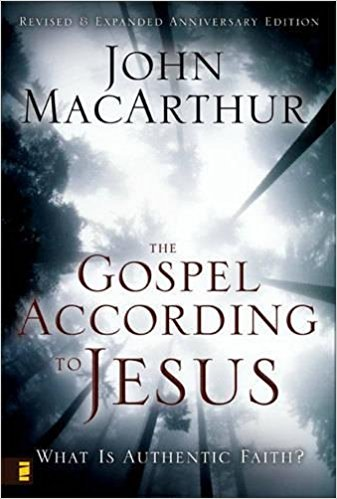 REVISED & EXPANDED ANNIVERSARY EDITION
JOHN
MACARTHUR
THE
GOSPEL
ACCORDING
TO JESUS
WHAT IS AUTHENTIC FAITH?